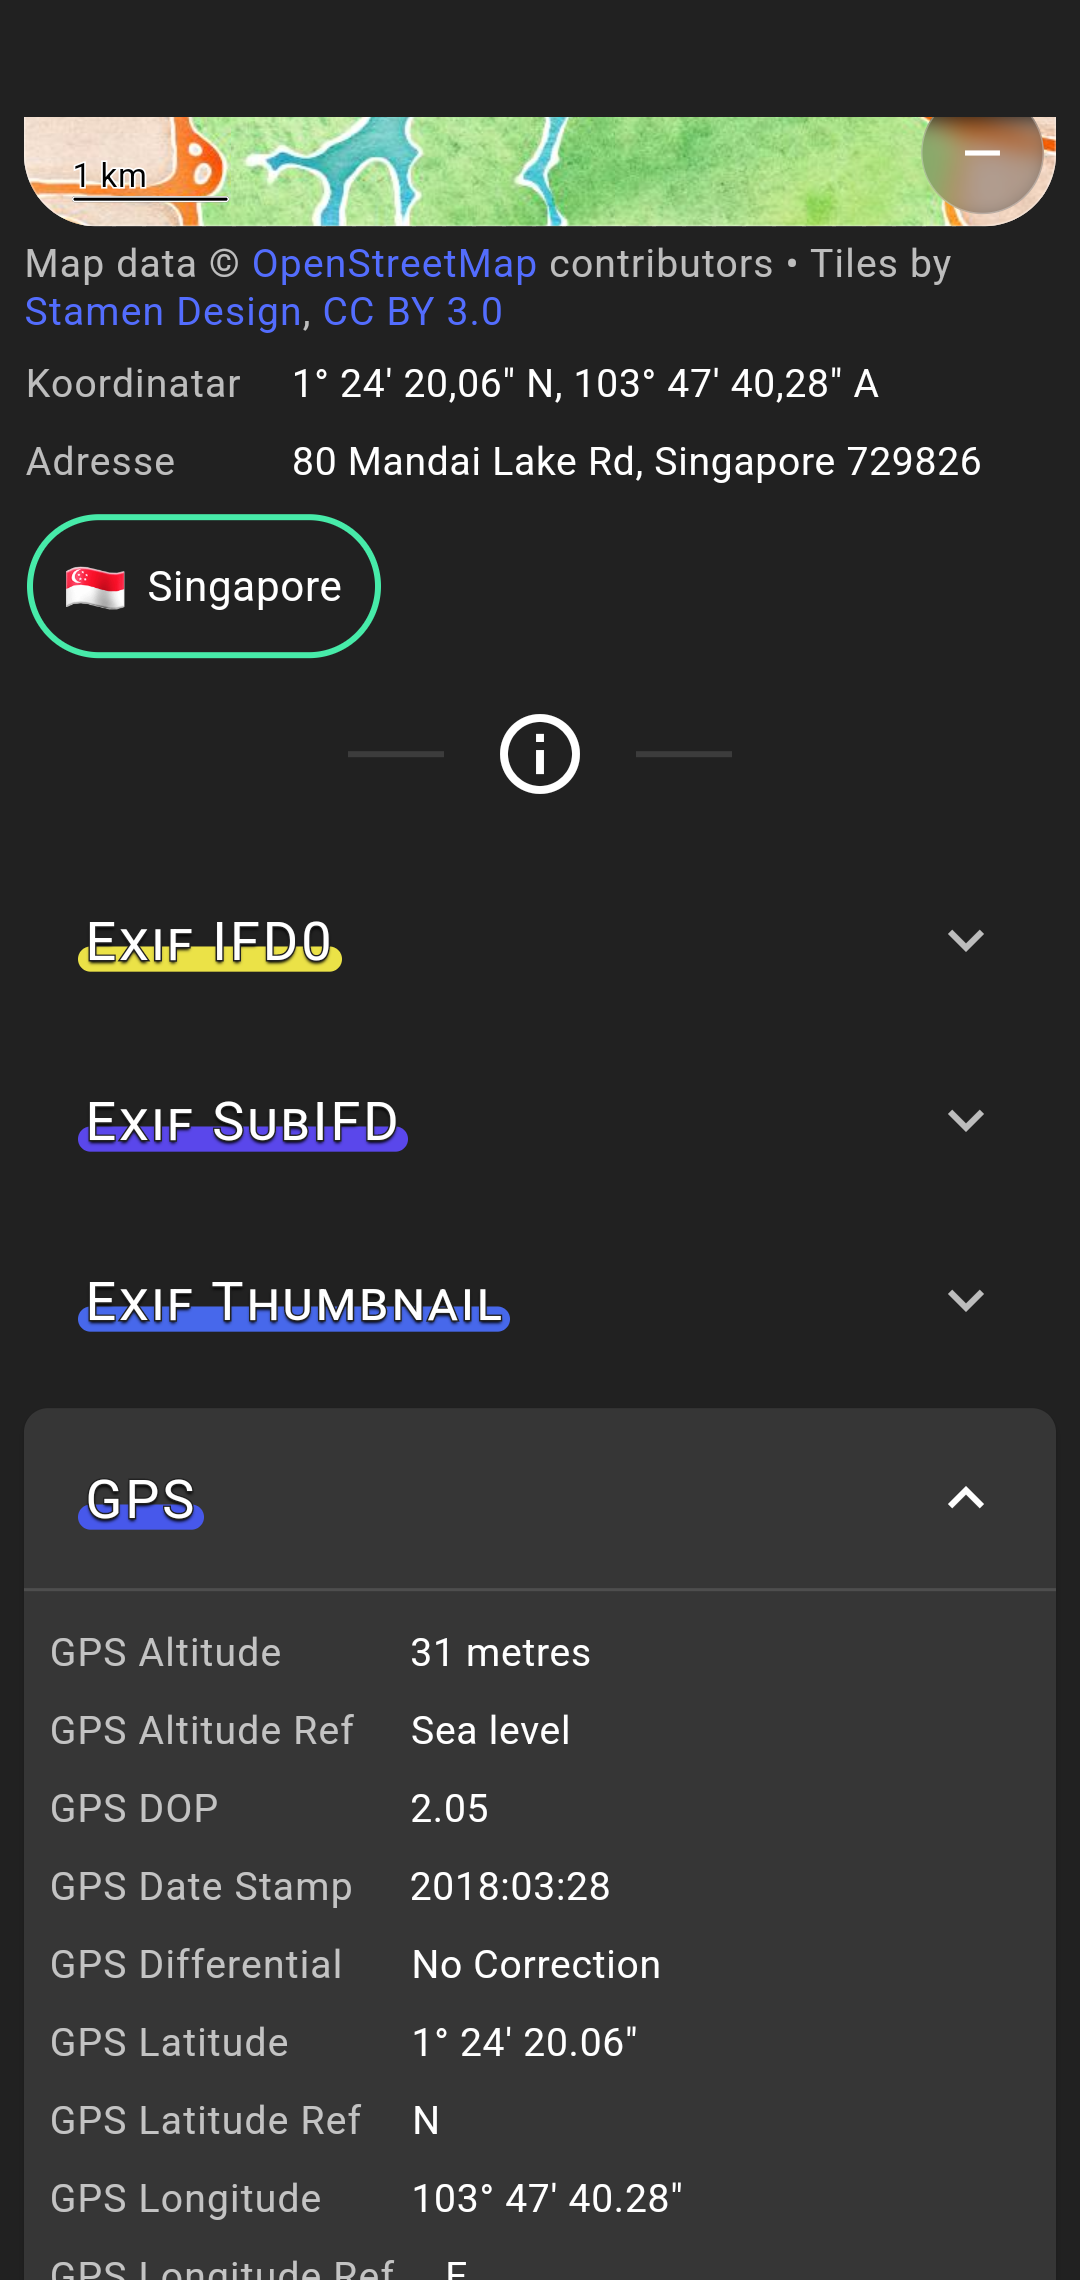 1 km
Map data © OpenStreetMap contributors • Tiles by
Stamen Design, CC BY 3.0
Koordinatar 1° 24' 20,06" N, 103° 47' 40,28" A
Adresse 80 Mandai Lake Rd, Singapore 729826
Singapore
Exif IFD0
Exif SubIFD
Exif Thumbnail
GPS
GPS Altitude 31 metres
GPS Altitude Ref Sea level
GPS DOP 2.05
GPS Date Stamp 2018:03:28
GPS Differential No Correction
GPS Latitude 1° 24' 20.06"
GPS Latitude Ref N
GPS Longitude 103° 47' 40.28"
GPS Longitude Ref E